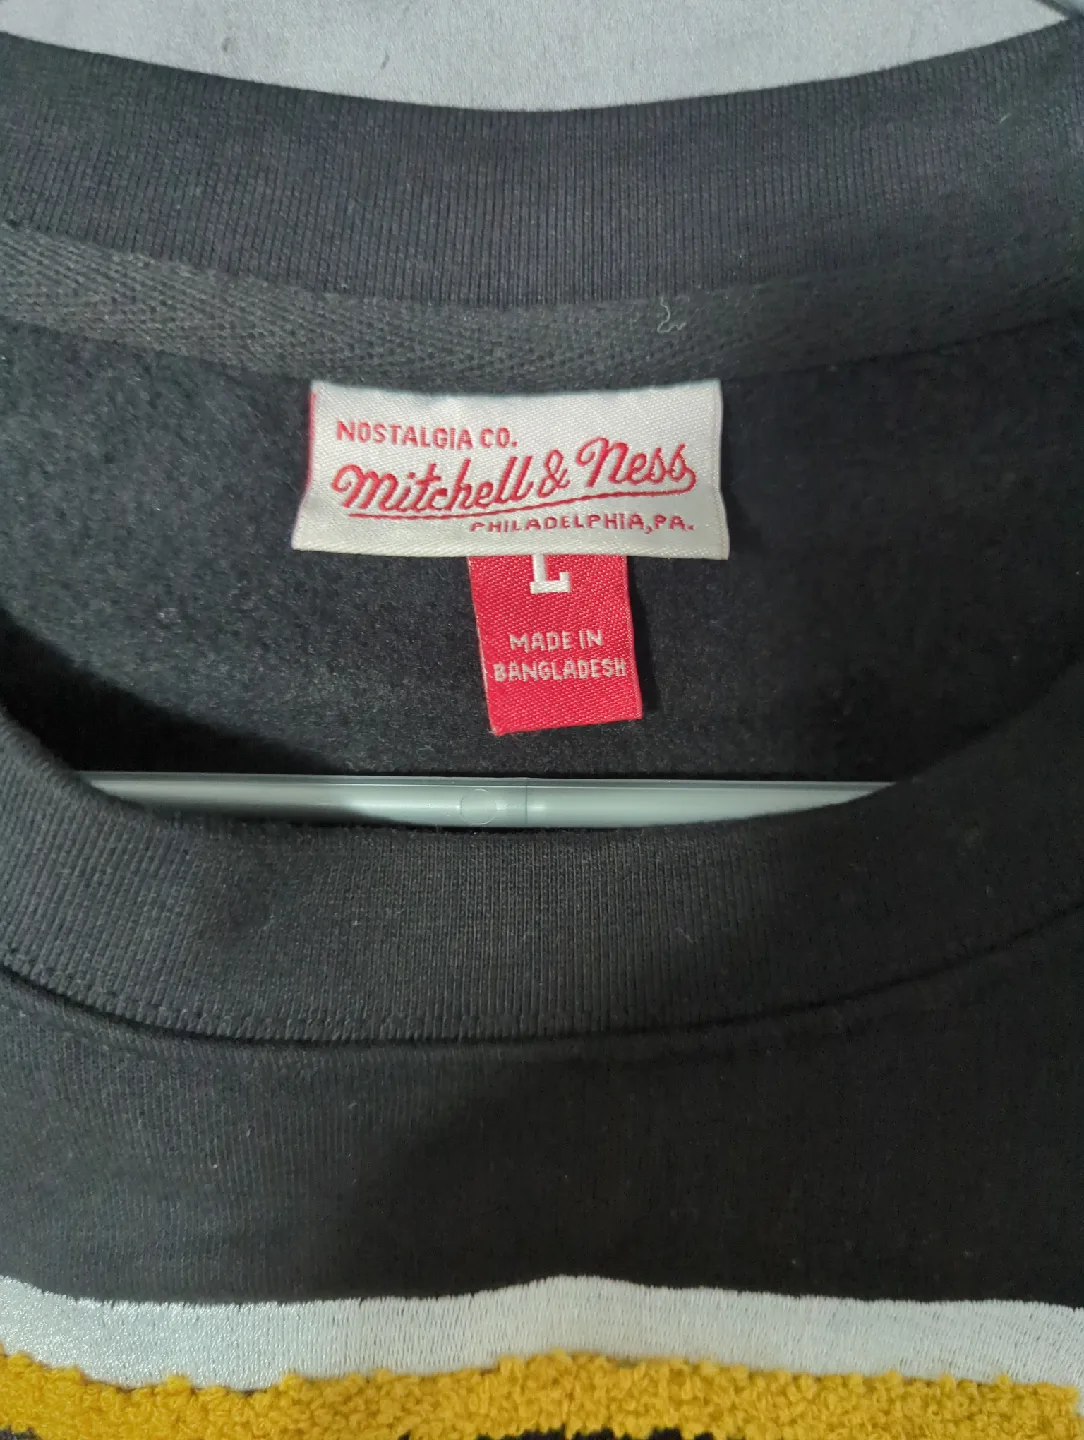 NOSTALGIA CO.
Mitchell & Ness
PHILADELPHIA, PA.
L
MADE IN
BANGLADESH